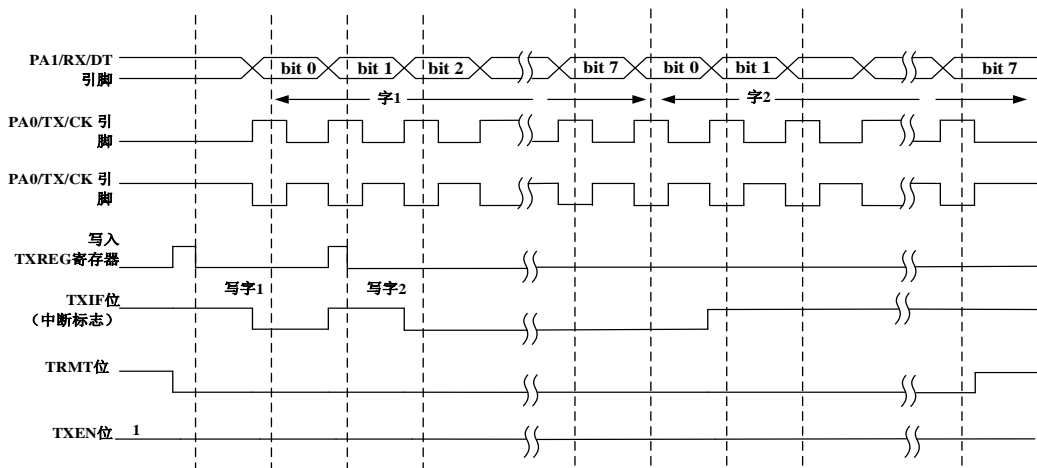 PA1/RX/DT
引脚
bit 0
bit 1
bit 2
bit 7
bit 0
bit 1
bit 7
字1
字2
PA0/TX/CK 引
脚
PA0/TX/CK 引
脚
写入
TXREG寄存器
写字1
写字2
TXIF位
（中断标志）
TRMT位
TXEN位
1